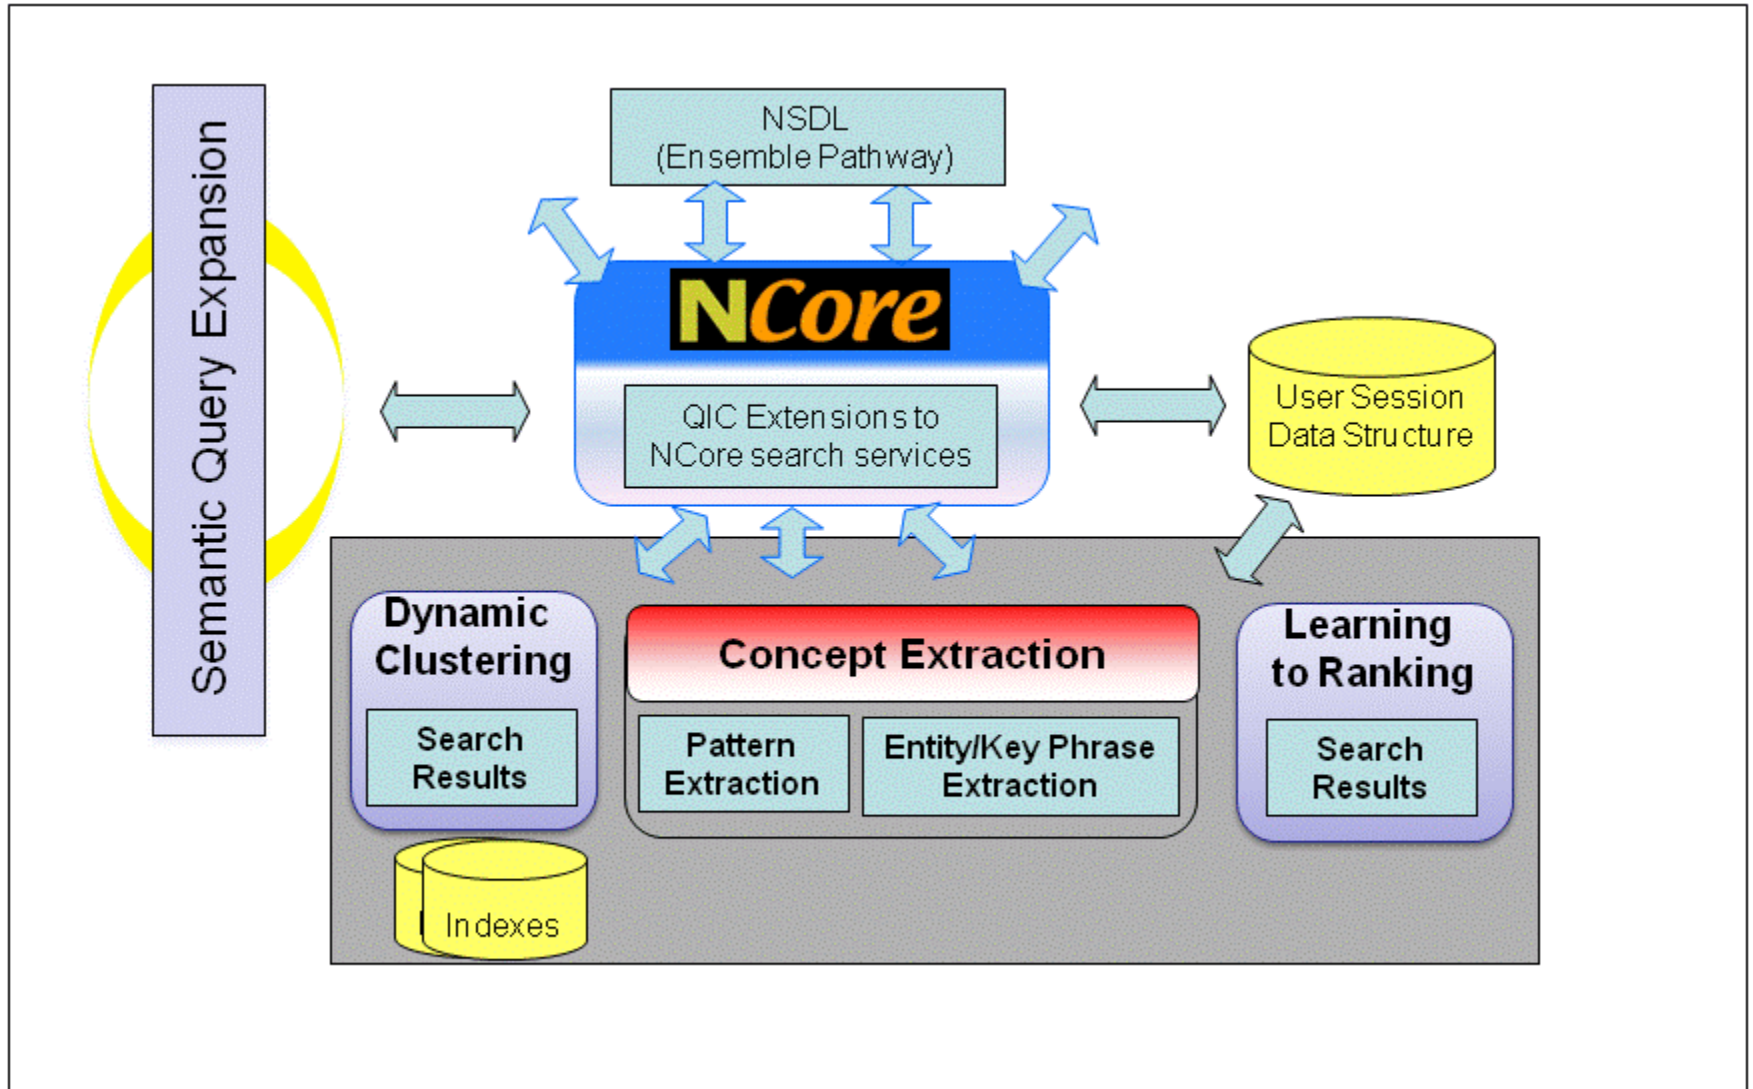 Semantic Query Expansion
NSDL
(Ensemble Pathway)
NCore
QIC Extensions to
NCore search services
User Session
Data Structure
Dynamic
Clustering
Search
Results
Indexes
Concept Extraction
Pattern
Extraction
Entity/Key Phrase
Extraction
Learning
to Ranking
Search
Results